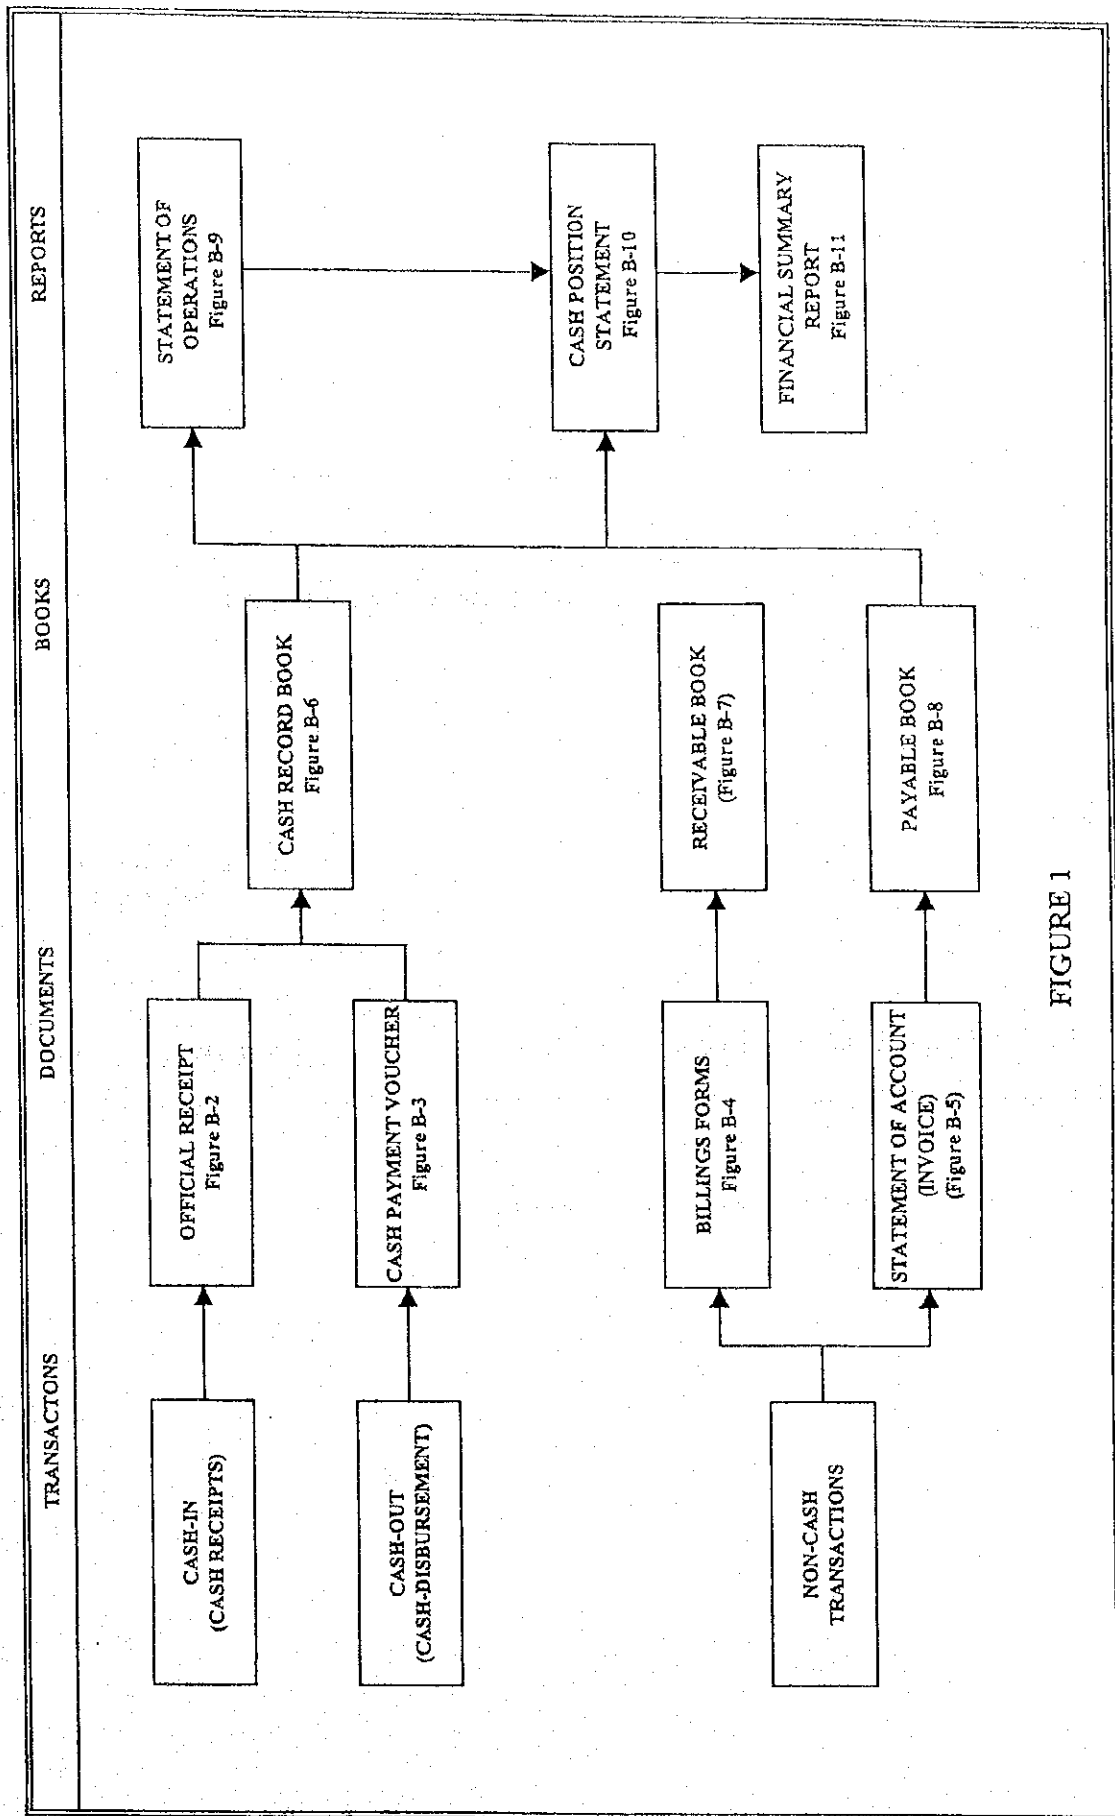 TRANSACTONS
DOCUMENTS
BOOKS
REPORTS
CASH-IN
(CASH RECEIPTS)
OFFICIAL RECEIPT
Figure B-2
CASH RECORD BOOK
Figure B-6
STATEMENT OF
OPERATIONS
Figure B-9
CASH-OUT
(CASH-DISBURSEMENT)
CASH PAYMENT VOUCHER
Figure B-3
NON-CASH
TRANSACTIONS
BILLINGS FORMS
Figure B-4
RECEIVABLE BOOK
(Figure B-7)
CASH POSITION
STATEMENT
Figure B-10
STATEMENT OF ACCOUNT
(INVOICE)
(Figure B-5)
PAYABLE BOOK
Figure B-8
FINANCIAL SUMMARY
REPORT
Figure B-11
FIGURE 1